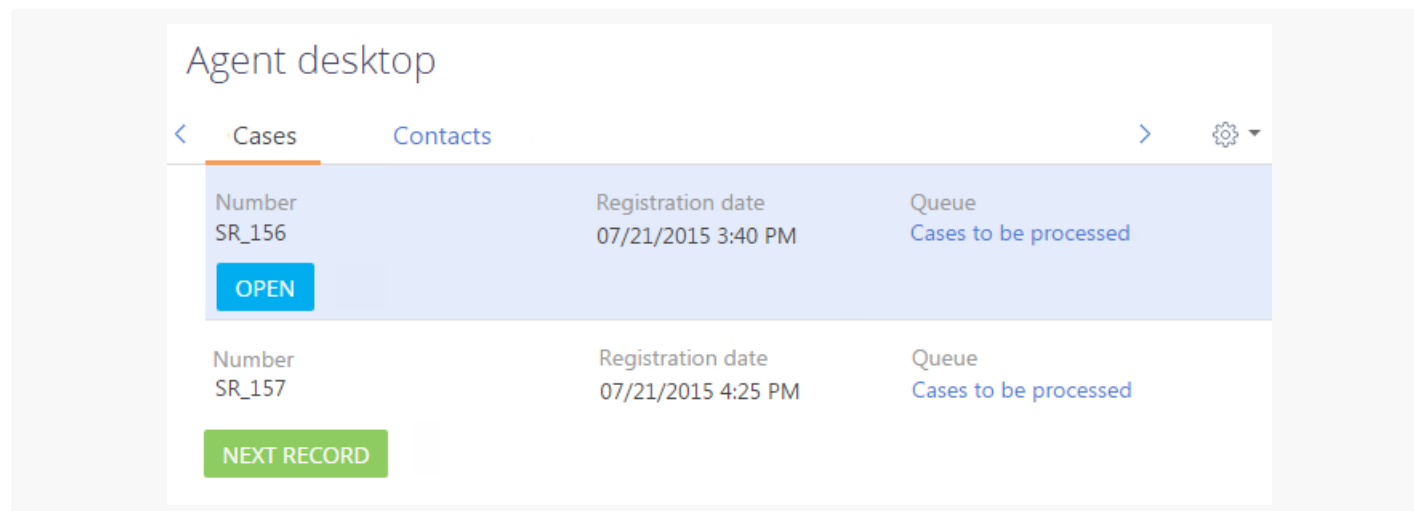 Agent desktop
Cases Contacts
Number Registration date Queue
SR_156 07/21/2015 3:40 PM Cases to be processed
OPEN
Number Registration date Queue
SR_157 07/21/2015 4:25 PM Cases to be processed
NEXT RECORD